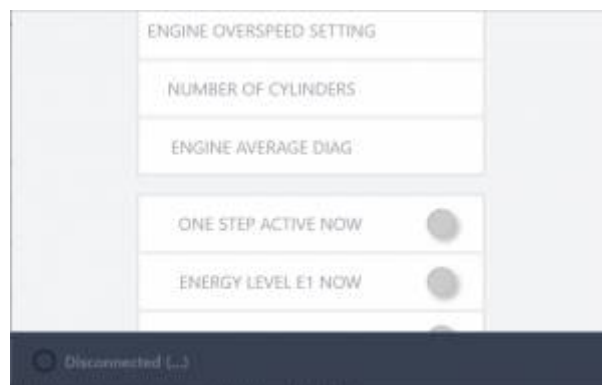 ENGINE OVERSPEED SETTING
NUMBER OF CYLINDERS
ENGINE AVERAGE DIAG
ONE STEP ACTIVE NOW
ENERGY LEVEL E1 NOW
Disconnected (...)